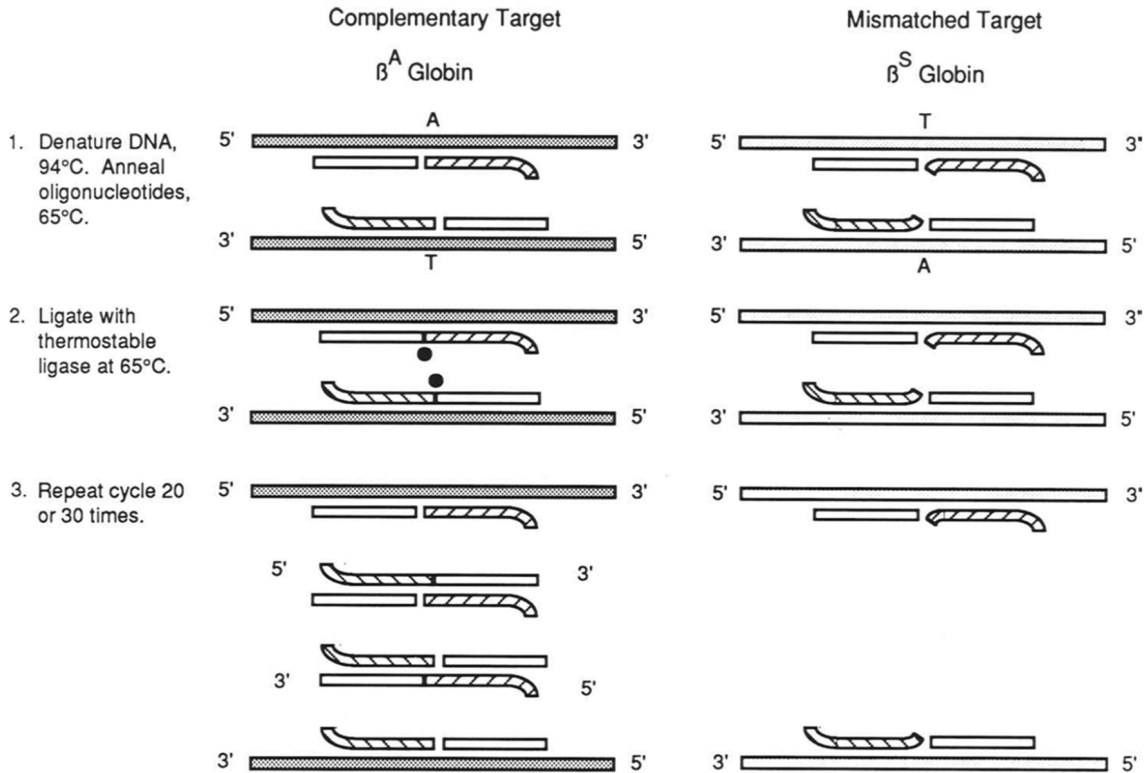 Complementary Target
Mismatched Target
ß^A Globin
ß^S Globin
A
T
1. Denature DNA,
94°C. Anneal
oligonucleotides,
65°C.
5'
3'
5'
3"
3'
5'
3'
5'
T
A
2. Ligate with
thermostable
ligase at 65°C.
5'
3'
5'
3"
3'
5'
3'
5'
3. Repeat cycle 20
or 30 times.
5'
3'
5'
3"
5'
3'
3'
5'
3'
5'
3'
5'